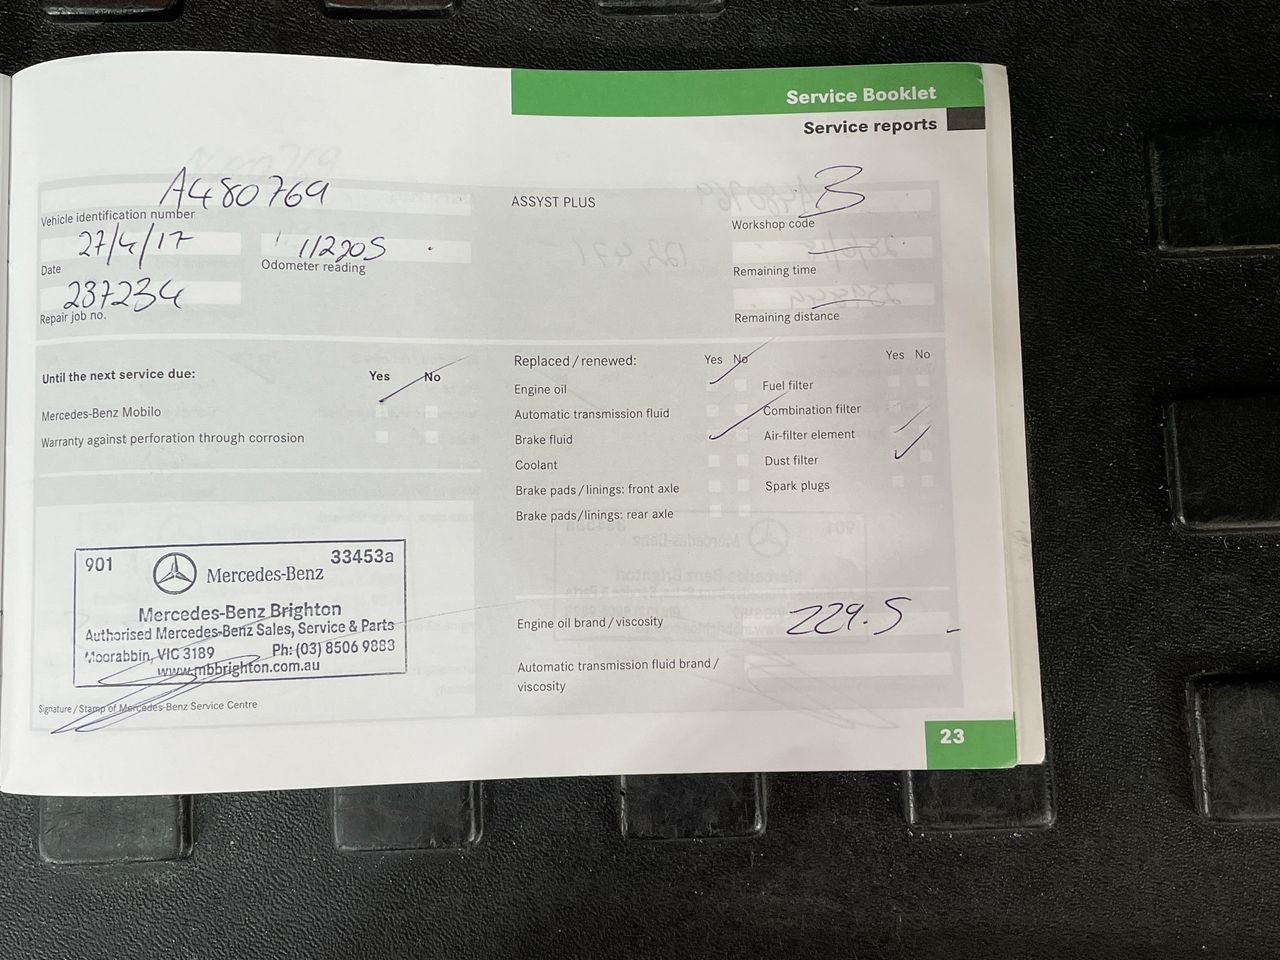 Service Booklet
Service reports
A480769
Vehicle identification number
ASSYST PLUS
B
Workshop code
27/4/17
Date
112205
Odometer reading
Remaining time
237234
Repair job no.
Remaining distance
Until the next service due:
Yes No
Mercedes-Benz Mobilo
Warranty against perforation through corrosion
Replaced / renewed:
Yes No
Engine oil
Automatic transmission fluid
Brake fluid
Coolant
Brake pads / linings: front axle
Brake pads/linings: rear axle
Yes No
Fuel filter
Combination filter
Air-filter element
Dust filter
Spark plugs
901
33453a
Mercedes-Benz
Mercedes-Benz Brighton
Authorised Mercedes-Benz Sales, Service & Parts
Moorabbin, VIC 3189 Ph: (03) 8506 9883
www.mbbrighton.com.au
Signature / Stamp of Mercedes-Benz Service Centre
Engine oil brand / viscosity
229.5
Automatic transmission fluid brand /
viscosity
23